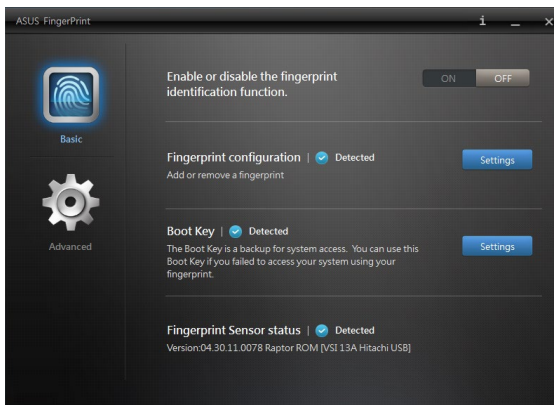 ASUS FingerPrint
i
Basic
Advanced
Enable or disable the fingerprint
identification function.
ON OFF
Fingerprint configuration | Detected
Add or remove a fingerprint
Settings
Boot Key | Detected
The Boot Key is a backup for system access. You can use this
Boot Key if you failed to access your system using your
fingerprint.
Settings
Fingerprint Sensor status | Detected
Version:04.30.11.0078 Raptor ROM [VSI 13A Hitachi USB]